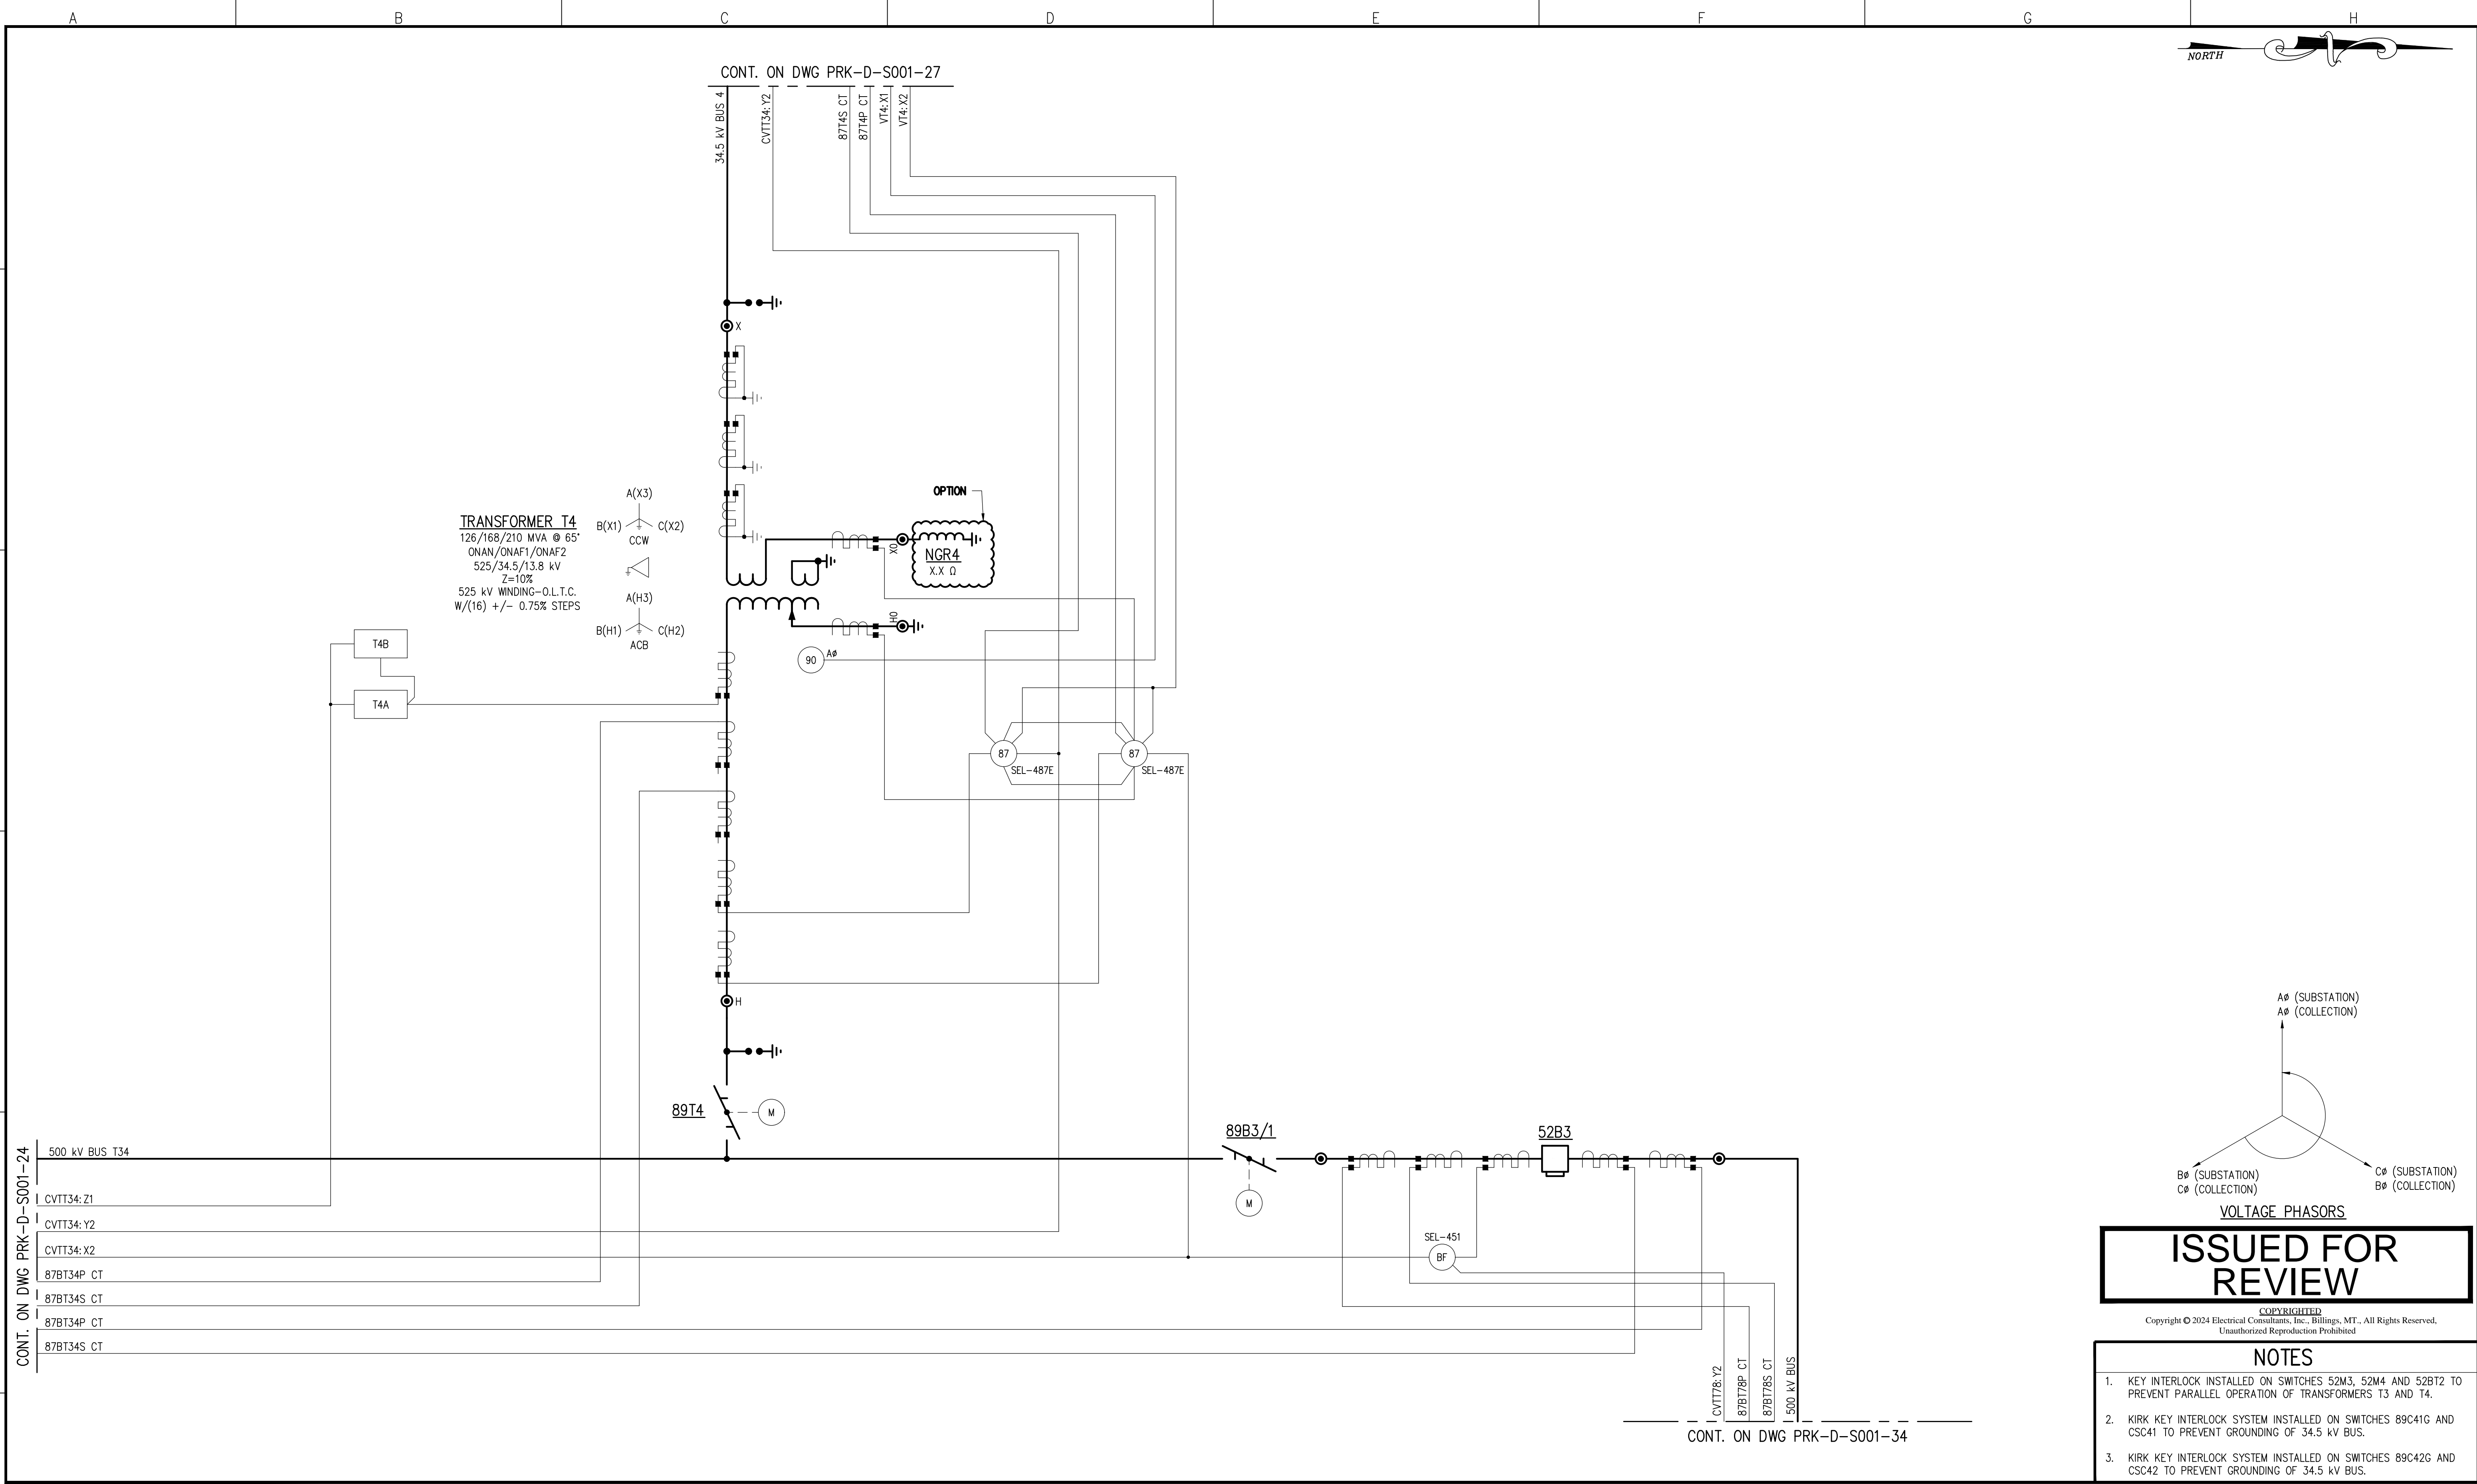 A
B
C
D
E
F
G
H
NORTH
CONT. ON DWG PRK-D-S001-27
34.5 kV BUS 4
CVTT34:Y2
87T4S CT
87T4P CT
VT4:X1
VT4:X2
X
OPTION
X0
NGR4
X.X Ω
TRANSFORMER T4
126/168/210 MVA @ 65°
ONAN/ONAF1/ONAF2
525/34.5/13.8 kV
Z=10%
525 kV WINDING-O.L.T.C.
W/(16) +/- 0.75% STEPS
A(X3)
B(X1)
C(X2)
CCW
A(H3)
B(H1)
C(H2)
ACB
H0
90
Aø
T4B
T4A
87
SEL-487E
87
SEL-487E
H
89T4
M
89B3/1
M
52B3
SEL-451
BF
CONT. ON DWG PRK-D-S001-24
500 kV BUS T34
CVTT34:Z1
CVTT34:Y2
CVTT34:X2
87BT34P CT
87BT34S CT
87BT34P CT
87BT34S CT
CVTT78:Y2
87BT78P CT
87BT78S CT
500 kV BUS
CONT. ON DWG PRK-D-S001-34
Aø (SUBSTATION)
Aø (COLLECTION)
Bø (SUBSTATION)
Cø (COLLECTION)
Cø (SUBSTATION)
Bø (COLLECTION)
VOLTAGE PHASORS
ISSUED FOR
REVIEW
COPYRIGHTED
Copyright © 2024 Electrical Consultants, Inc., Billings, MT., All Rights Reserved,
Unauthorized Reproduction Prohibited
NOTES
1. KEY INTERLOCK INSTALLED ON SWITCHES 52M3, 52M4 AND 52BT2 TO
PREVENT PARALLEL OPERATION OF TRANSFORMERS T3 AND T4.
2. KIRK KEY INTERLOCK SYSTEM INSTALLED ON SWITCHES 89C41G AND
CSC41 TO PREVENT GROUNDING OF 34.5 kV BUS.
3. KIRK KEY INTERLOCK SYSTEM INSTALLED ON SWITCHES 89C42G AND
CSC42 TO PREVENT GROUNDING OF 34.5 kV BUS.